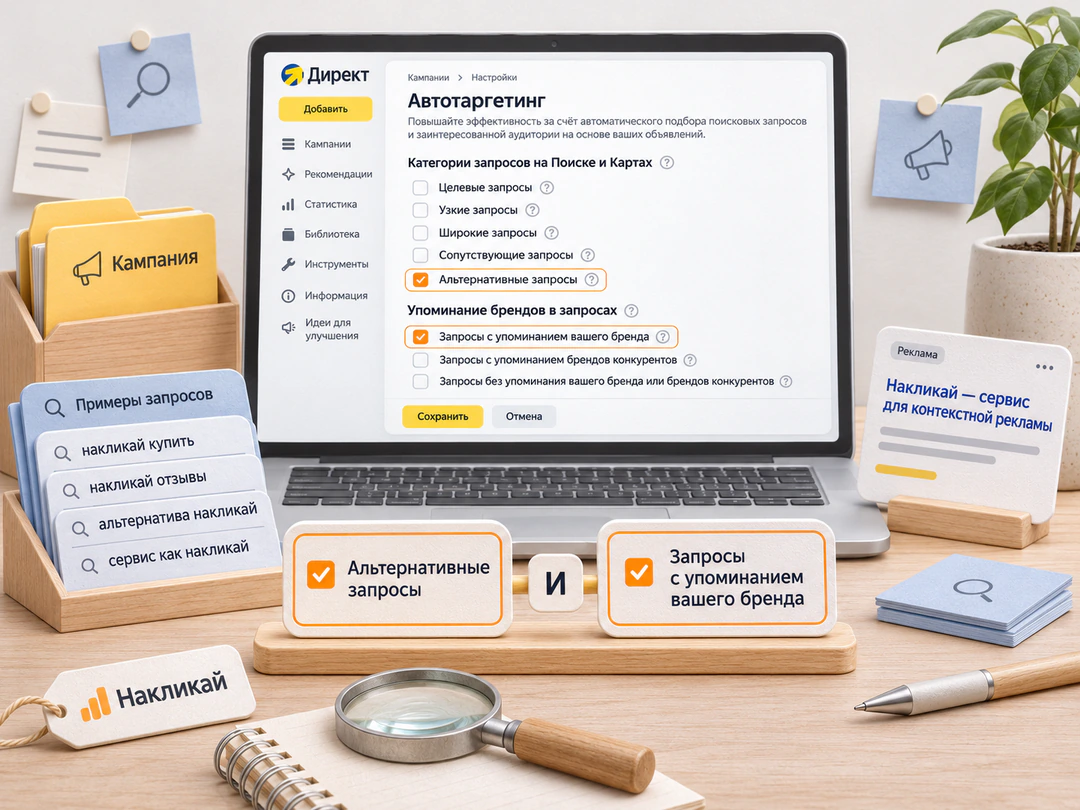 Директ
Добавить
Кампании
Рекомендации
Статистика
Библиотека
Инструменты
Информация
Идеи для
улучшения
Кампании > Настройки
Автотаргетинг
Повышайте эффективность за счёт автоматического подбора поисковых запросов
и заинтересованной аудитории на основе ваших объявлений.
Категории запросов на Поиске и Картах ?
Целевые запросы ?
Узкие запросы ?
Широкие запросы ?
Сопутствующие запросы ?
Альтернативные запросы ?
Упоминание брендов в запросах ?
Запросы с упоминанием вашего бренда ?
Запросы с упоминанием брендов конкурентов ?
Запросы без упоминания вашего бренда или брендов конкурентов ?
Сохранить
Отмена
Кампания
Примеры запросов
накликай купить
накликай отзывы
альтернатива накликай
сервис как накликай
Реклама
Накликай — сервис
для контекстной рекламы
Альтернативные
запросы
И
Запросы
с упоминанием
вашего бренда
Накликай